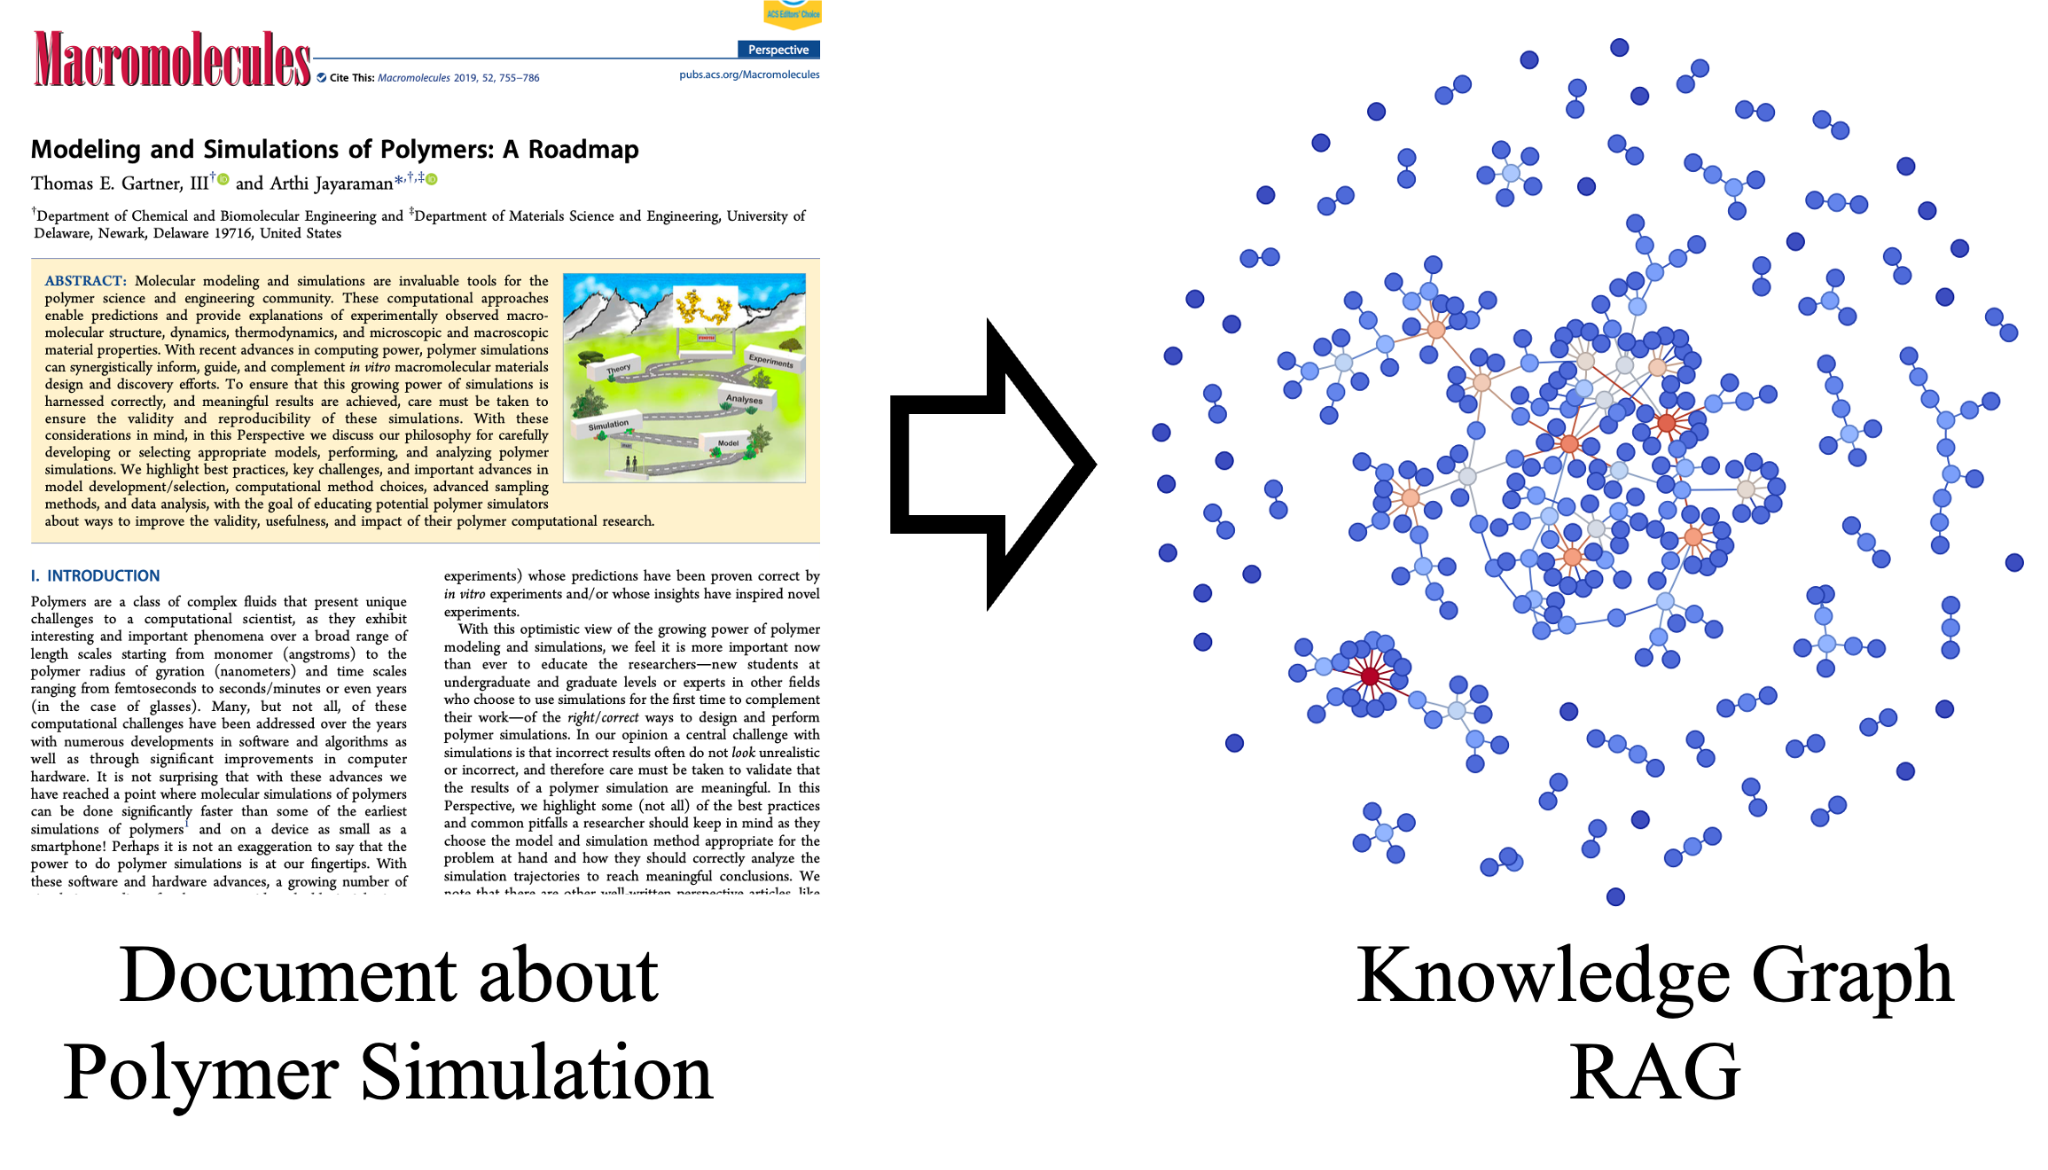 ACS Editors' Choice
Macromolecules
Perspective
Cite This: Macromolecules 2019, 52, 755−786
pubs.acs.org/Macromolecules
Modeling and Simulations of Polymers: A Roadmap
Thomas E. Gartner, III† and Arthi Jayaraman*,†,‡
†Department of Chemical and Biomolecular Engineering and ‡Department of Materials Science and Engineering, University of
Delaware, Newark, Delaware 19716, United States
ABSTRACT: Molecular modeling and simulations are invaluable tools for the
polymer science and engineering community. These computational approaches
enable predictions and provide explanations of experimentally observed macro-
molecular structure, dynamics, thermodynamics, and microscopic and macroscopic
material properties. With recent advances in computing power, polymer simulations
can synergistically inform, guide, and complement in vitro macromolecular materials
design and discovery efforts. To ensure that this growing power of simulations is
harnessed correctly, and meaningful results are achieved, care must be taken to
ensure the validity and reproducibility of these simulations. With these
considerations in mind, in this Perspective we discuss our philosophy for carefully
developing or selecting appropriate models, performing, and analyzing polymer
simulations. We highlight best practices, key challenges, and important advances in
model development/selection, computational method choices, advanced sampling
methods, and data analysis, with the goal of educating potential polymer simulators
about ways to improve the validity, usefulness, and impact of their polymer computational research.
Theory
Experiments
Analyses
Simulation
Model
I. INTRODUCTION
Polymers are a class of complex fluids that present unique
challenges to a computational scientist, as they exhibit
interesting and important phenomena over a broad range of
length scales starting from monomer (angstroms) to the
polymer radius of gyration (nanometers) and time scales
ranging from femtoseconds to seconds/minutes or even years
(in the case of glasses). Many, but not all, of these
computational challenges have been addressed over the years
with numerous developments in software and algorithms as
well as through significant improvements in computer
hardware. It is not surprising that with these advances we
have reached a point where molecular simulations of polymers
can be done significantly faster than some of the earliest
simulations of polymers1 and on a device as small as a
smartphone! Perhaps it is not an exaggeration to say that the
power to do polymer simulations is at our fingertips. With
these software and hardware advances, a growing number of
experiments) whose predictions have been proven correct by
in vitro experiments and/or whose insights have inspired novel
experiments.
With this optimistic view of the growing power of polymer
modeling and simulations, we feel it is more important now
than ever to educate the researchers—new students at
undergraduate and graduate levels or experts in other fields
who choose to use simulations for the first time to complement
their work—of the right/correct ways to design and perform
polymer simulations. In our opinion a central challenge with
simulations is that incorrect results often do not look unrealistic
or incorrect, and therefore care must be taken to validate that
the results of a polymer simulation are meaningful. In this
Perspective, we highlight some (not all) of the best practices
and common pitfalls a researcher should keep in mind as they
choose the model and simulation method appropriate for the
problem at hand and how they should correctly analyze the
simulation trajectories to reach meaningful conclusions. We
note that there are other well-written perspective articles, like
Document about
Polymer Simulation
Knowledge Graph
RAG